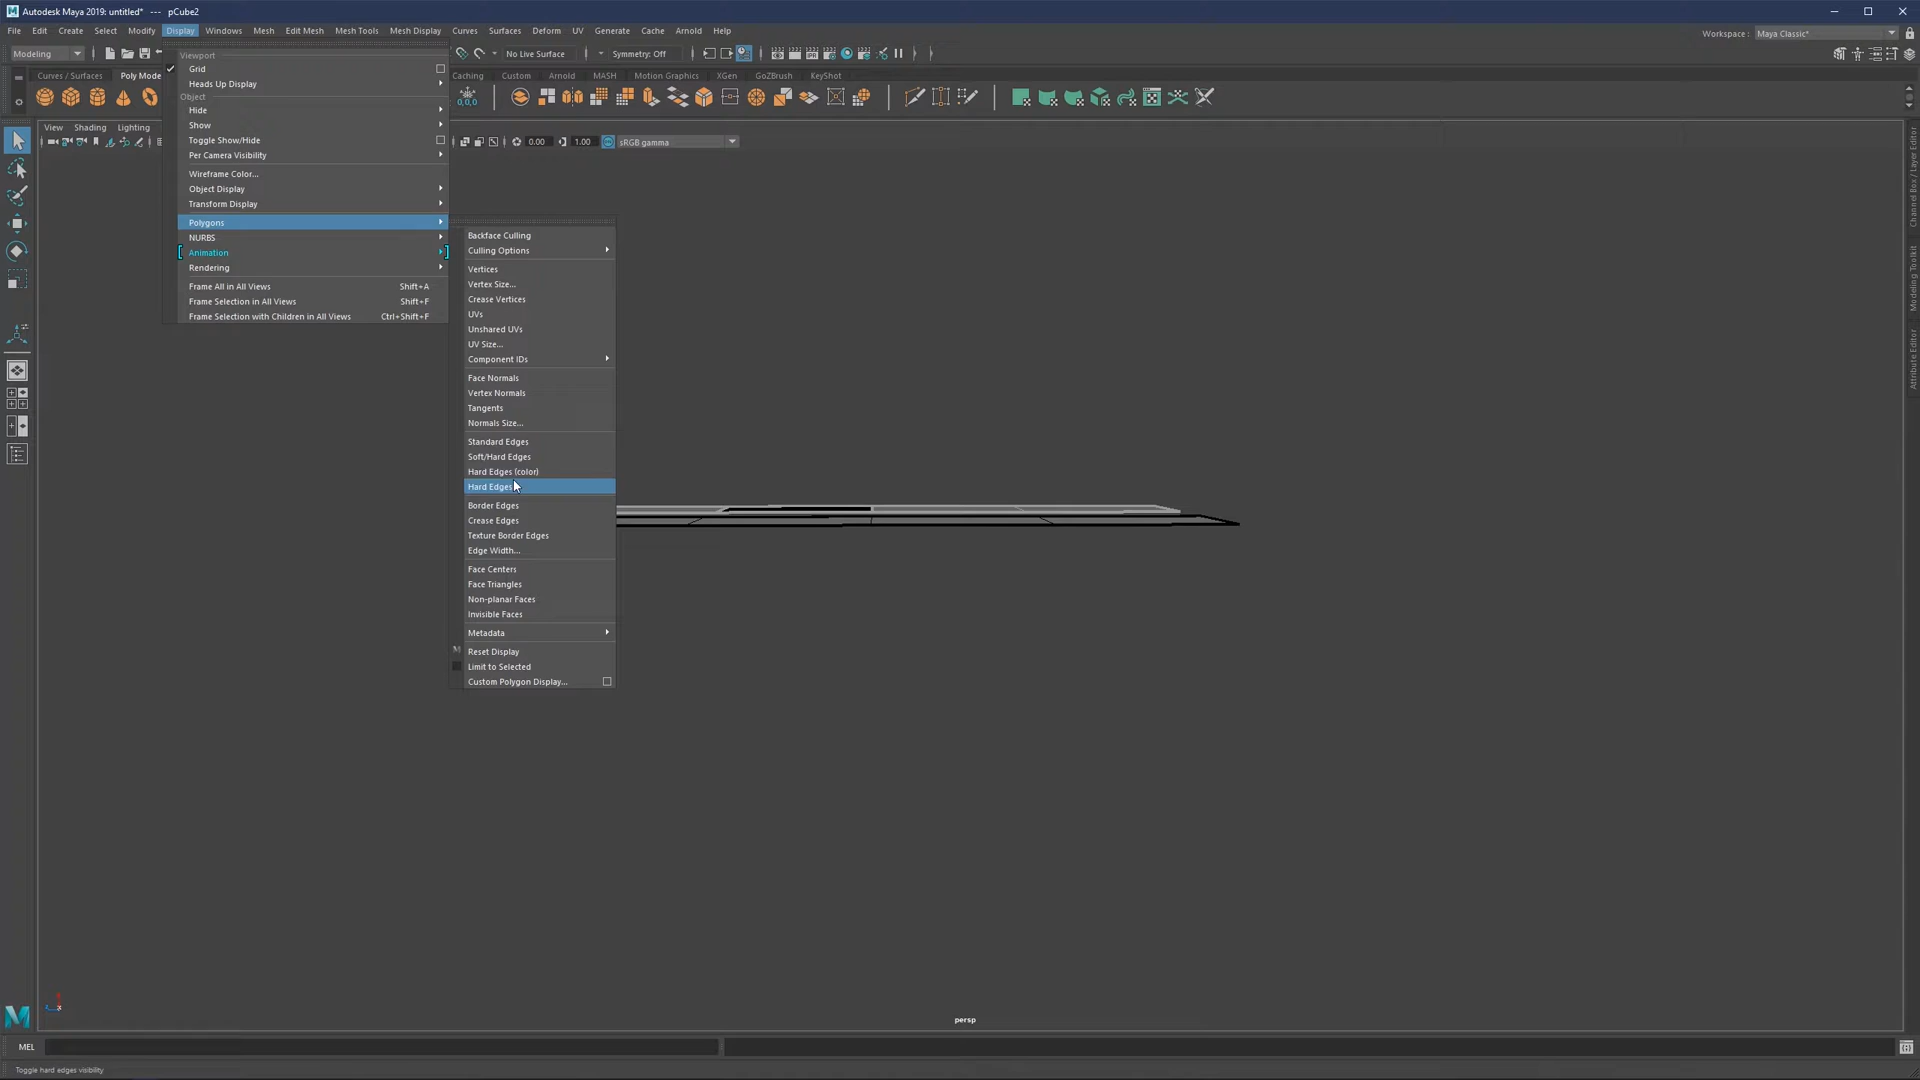 Autodesk Maya 2019: untitled* --- pCube2
File Edit Create Select Modify Display Windows Mesh Edit Mesh Mesh Tools Mesh Display Curves Surfaces Deform UV Generate Cache Arnold Help
Workspace : Maya Classic*
Modeling
No Live Surface
Symmetry: Off
Curves / Surfaces Poly Mode
Caching Custom Arnold MASH Motion Graphics XGen GoZBrush KeyShot
View Shading Lighting
0.00 1.00 sRGB gamma
Viewport
Grid
Heads Up Display
Object
Hide
Show
Toggle Show/Hide
Per Camera Visibility
Wireframe Color...
Object Display
Transform Display
Polygons
NURBS
Animation
Rendering
Frame All in All Views Shift+A
Frame Selection in All Views Shift+F
Frame Selection with Children in All Views Ctrl+Shift+F
Backface Culling
Culling Options
Vertices
Vertex Size...
Crease Vertices
UVs
Unshared UVs
UV Size...
Component IDs
Face Normals
Vertex Normals
Tangents
Normals Size...
Standard Edges
Soft/Hard Edges
Hard Edges (color)
Hard Edges
Border Edges
Crease Edges
Texture Border Edges
Edge Width...
Face Centers
Face Triangles
Non-planar Faces
Invisible Faces
Metadata
Reset Display
Limit to Selected
Custom Polygon Display...
Channel Box / Layer Editor
Modeling Toolkit
Attribute Editor
persp
MEL
Toggle hard edges visibility